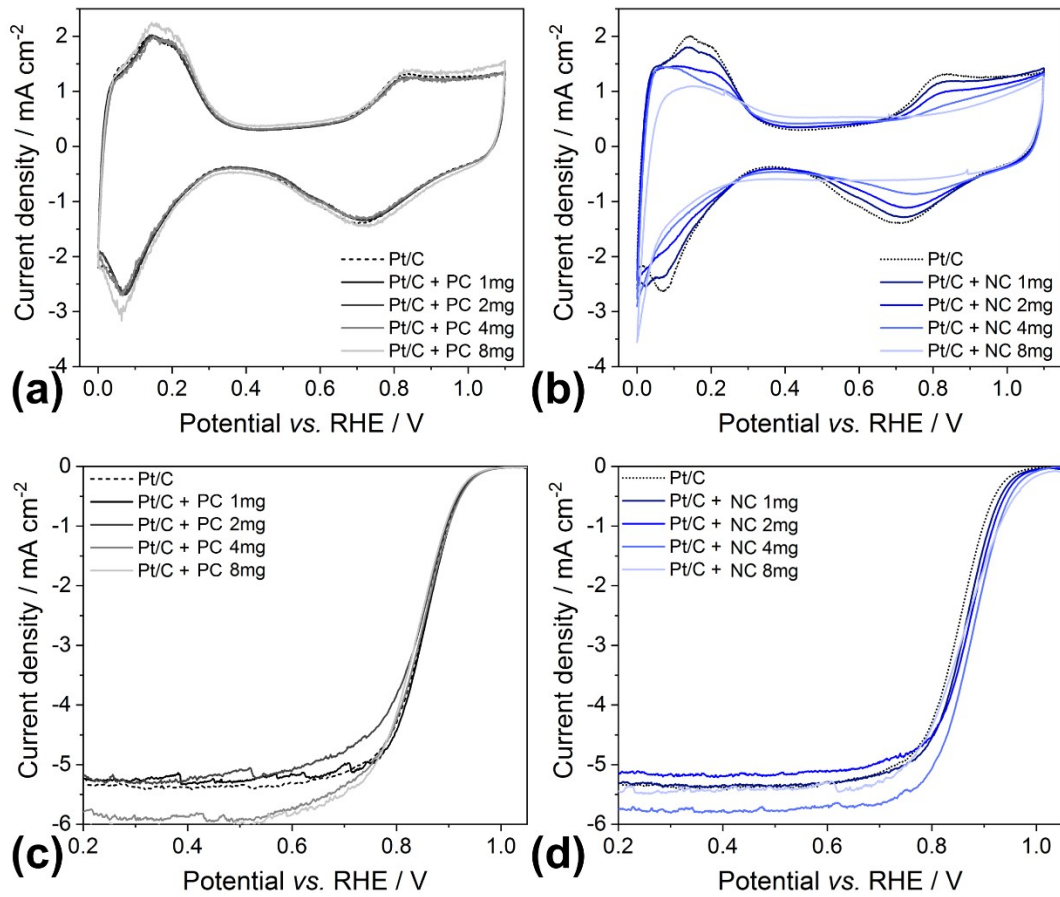 Current density / mA cm⁻²
2
1
0
-1
-2
-3
-4
Pt/C
Pt/C + PC 1mg
Pt/C + PC 2mg
Pt/C + PC 4mg
Pt/C + PC 8mg
0.0 0.2 0.4 0.6 0.8 1.0
(a)
Potential vs. RHE / V
Current density / mA cm⁻²
2
1
0
-1
-2
-3
-4
Pt/C
Pt/C + NC 1mg
Pt/C + NC 2mg
Pt/C + NC 4mg
Pt/C + NC 8mg
0.0 0.2 0.4 0.6 0.8 1.0
(b)
Potential vs. RHE / V
Current density / mA cm⁻²
0
-1
-2
-3
-4
-5
-6
Pt/C
Pt/C + PC 1mg
Pt/C + PC 2mg
Pt/C + PC 4mg
Pt/C + PC 8mg
0.2 0.4 0.6 0.8 1.0
(c)
Potential vs. RHE / V
Current density / mA cm⁻²
0
-1
-2
-3
-4
-5
-6
Pt/C
Pt/C + NC 1mg
Pt/C + NC 2mg
Pt/C + NC 4mg
Pt/C + NC 8mg
0.2 0.4 0.6 0.8 1.0
(d)
Potential vs. RHE / V